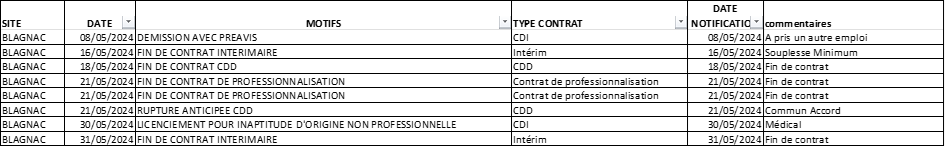 DATE
SITE DATE MOTIFS TYPE CONTRAT NOTIFICATIO commentaires
BLAGNAC 08/05/2024 DEMISSION AVEC PREAVIS CDI 08/05/2024 A pris un autre emploi
BLAGNAC 16/05/2024 FIN DE CONTRAT INTERIMAIRE Intérim 16/05/2024 Souplesse Minimum
BLAGNAC 18/05/2024 FIN DE CONTRAT CDD CDD 18/05/2024 Fin de contrat
BLAGNAC 21/05/2024 FIN DE CONTRAT DE PROFESSIONNALISATION Contrat de professionnalisation 21/05/2024 Fin de contrat
BLAGNAC 21/05/2024 FIN DE CONTRAT DE PROFESSIONNALISATION Contrat de professionnalisation 21/05/2024 Fin de contrat
BLAGNAC 21/05/2024 RUPTURE ANTICIPEE CDD CDD 21/05/2024 Commun Accord
BLAGNAC 30/05/2024 LICENCIEMENT POUR INAPTITUDE D'ORIGINE NON PROFESSIONNELLE CDI 30/05/2024 Médical
BLAGNAC 31/05/2024 FIN DE CONTRAT INTERIMAIRE Intérim 31/05/2024 Fin de contrat